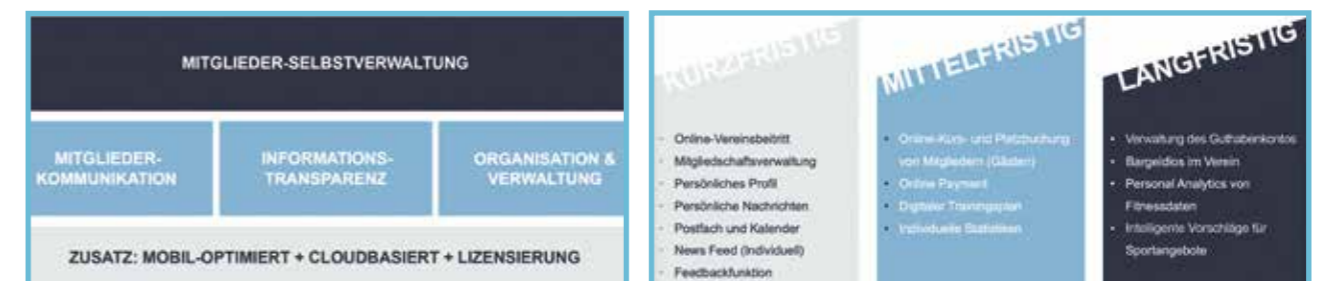 MITGLIEDER-SELBSTVERWALTUNG
MITGLIEDER-
KOMMUNIKATION
INFORMATIONS-
TRANSPARENZ
ORGANISATION &
VERWALTUNG
ZUSATZ: MOBIL-OPTIMIERT + CLOUDBASIERT + LIZENSIERUNG
KURZFRISTIG
- Online-Vereinsbeitritt
- Mitgliedschaftsverwaltung
- Persönliches Profil
- Persönliche Nachrichten
- Postfach und Kalender
- News Feed (Individuell)
- Feedbackfunktion
MITTELFRISTIG
• Online-Kurs- und Platzbuchung
von Mitgliedern (Gästen)
• Online Payment
• Digitaler Trainingsplan
• Individuelle Statistiken
LANGFRISTIG
• Verwaltung des Guthabenkontos
• Bargeldlos im Verein
• Personal Analytics von
Fitnessdaten
• Intelligente Vorschläge für
Sportangebote